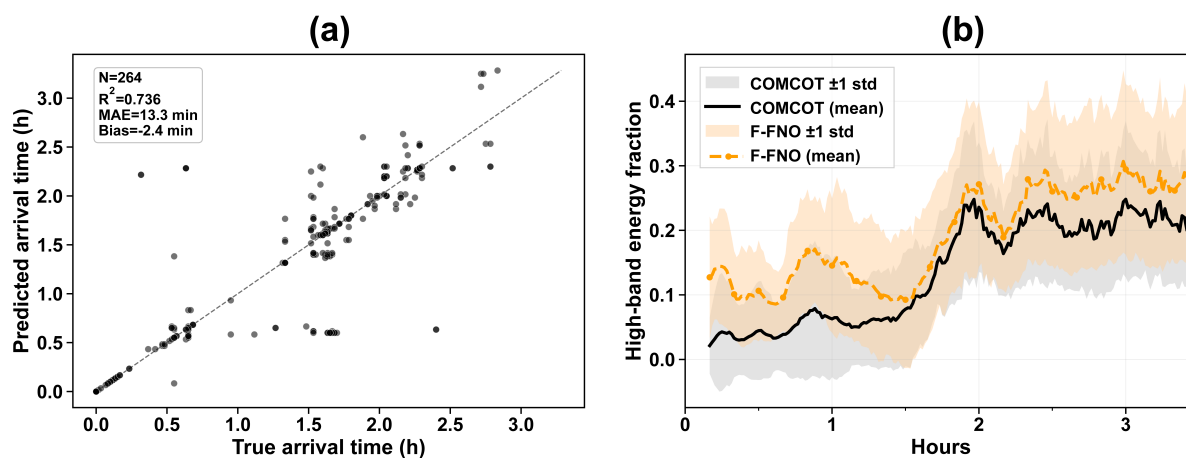 (a)
N=264
R²=0.736
MAE=13.3 min
Bias=-2.4 min
Predicted arrival time (h)
3.0
2.5
2.0
1.5
1.0
0.5
0.0
0.0 0.5 1.0 1.5 2.0 2.5 3.0
True arrival time (h)
(b)
COMCOT ±1 std
COMCOT (mean)
F-FNO ±1 std
F-FNO (mean)
High-band energy fraction
0.4
0.3
0.2
0.1
0.0
0 1 2 3
Hours